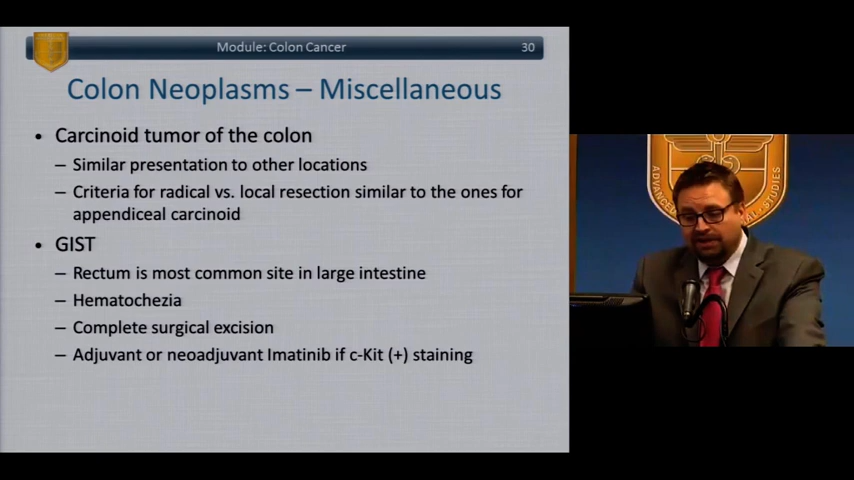 Module: Colon Cancer
30
Colon Neoplasms – Miscellaneous
• Carcinoid tumor of the colon
– Similar presentation to other locations
– Criteria for radical vs. local resection similar to the ones for
appendiceal carcinoid
• GIST
– Rectum is most common site in large intestine
– Hematochezia
– Complete surgical excision
– Adjuvant or neoadjuvant Imatinib if c-Kit (+) staining